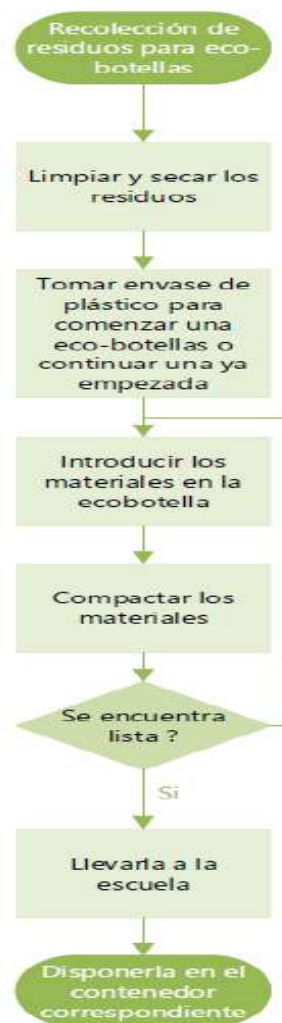 Recolección de
residuos para eco-
botellas
Limpiar y secar los
residuos
Tomar envase de
plástico para
comenzar una
eco-botellas o
continuar una ya
empezada
Introducir los
materiales en la
ecobotella
Compactar los
materiales
Se encuentra
lista ?
Si
Llevarla a la
escuela
Disponerla en el
contenedor
correspondiente